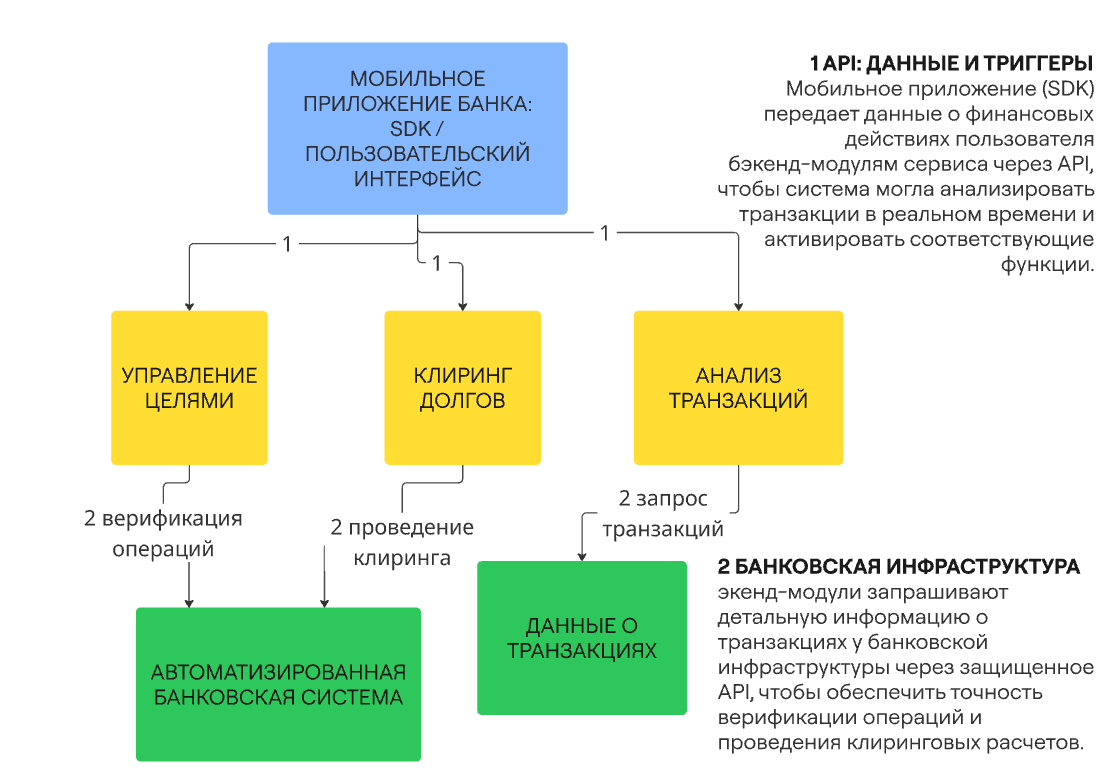 МОБИЛЬНОЕ
ПРИЛОЖЕНИЕ БАНКА:
SDK /
ПОЛЬЗОВАТЕЛЬСКИЙ
ИНТЕРФЕЙС
1 API: ДАННЫЕ И ТРИГГЕРЫ
Мобильное приложение (SDK)
передает данные о финансовых
действиях пользователя
бэкенд-модулям сервиса через API,
чтобы система могла анализировать
транзакции в реальном времени и
активировать соответствующие
функции.
1
1
1
УПРАВЛЕНИЕ
ЦЕЛЯМИ
КЛИРИНГ
ДОЛГОВ
АНАЛИЗ
ТРАНЗАКЦИЙ
2 верификация
операций
2 проведение
клиринга
2 запрос
транзакций
АВТОМАТИЗИРОВАННАЯ
БАНКОВСКАЯ СИСТЕМА
ДАННЫЕ О
ТРАНЗАКЦИЯХ
2 БАНКОВСКАЯ ИНФРАСТРУКТУРА
экенд-модули запрашивают
детальную информацию о
транзакциях у банковской
инфраструктуры через защищенное
API, чтобы обеспечить точность
верификации операций и
проведения клиринговых расчетов.